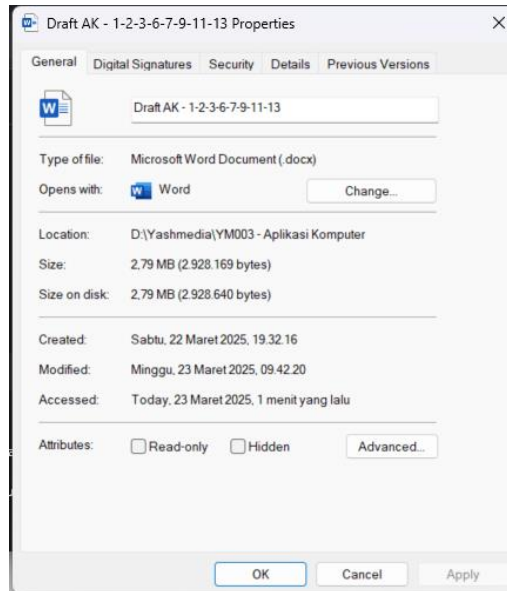 Draft AK - 1-2-3-6-7-9-11-13 Properties
General Digital Signatures Security Details Previous Versions
Draft AK - 1-2-3-6-7-9-11-13
Type of file: Microsoft Word Document (.docx)
Opens with: Word Change...
Location: D:\Yashmedia\YM003 - Aplikasi Komputer
Size: 2,79 MB (2.928.169 bytes)
Size on disk: 2,79 MB (2.928.640 bytes)
Created: Sabtu, 22 Maret 2025, 19.32.16
Modified: Minggu, 23 Maret 2025, 09.42.20
Accessed: Today, 23 Maret 2025, 1 menit yang lalu
Attributes: Read-only Hidden Advanced...
OK Cancel Apply